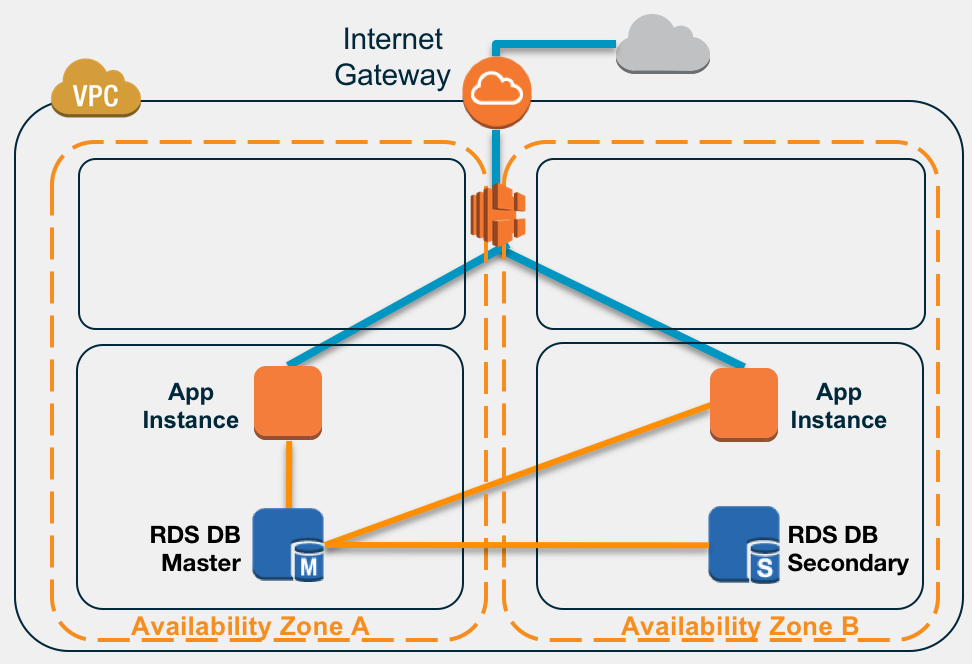 Internet
Gateway
VPC
App
Instance
App
Instance
RDS DB
Master
M
RDS DB
Secondary
S
Availability Zone A
Availability Zone B